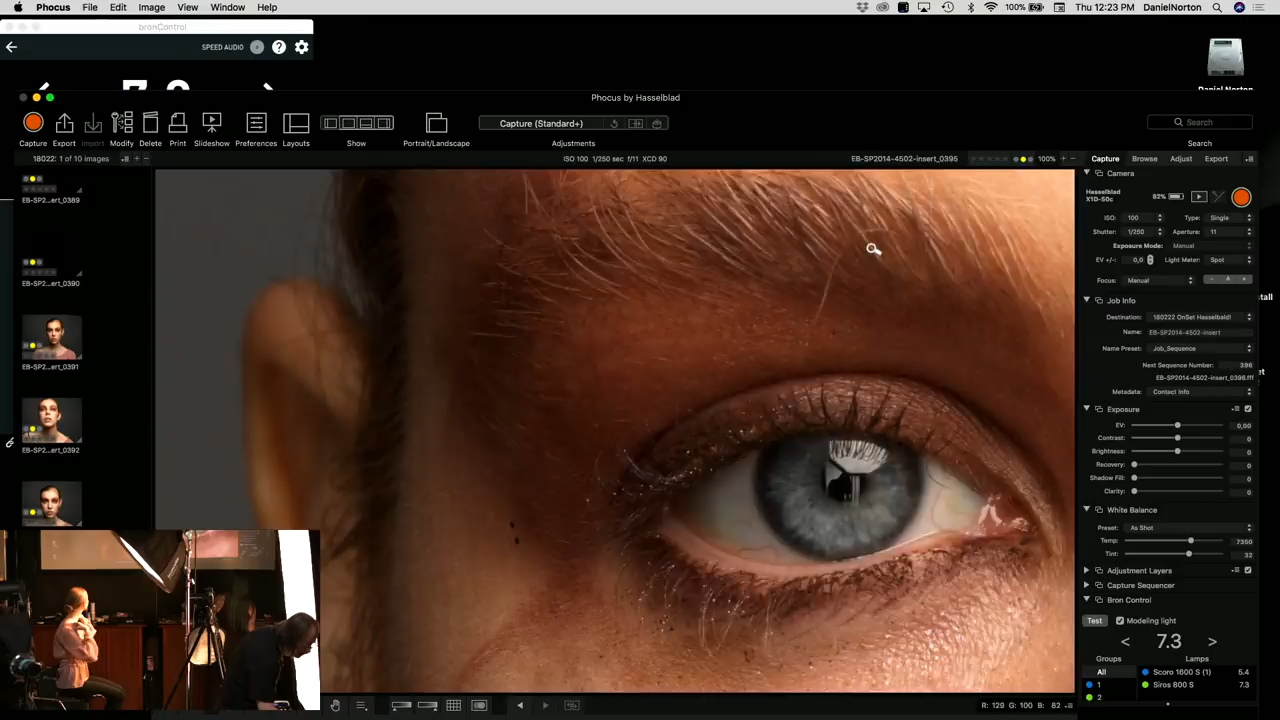 Phocus File Edit Image View Window Help
100% Thu 12:23 PM DanielNorton
bronControl
SPEED AUDIO
Daniel Norton
Phocus by Hasselblad
Capture Export Import Modify Delete Print Slideshow Preferences Layouts Show Portrait/Landscape
Capture (Standard+)
Adjustments
Search
Search
18022: 1 of 10 images
ISO 100 1/250 sec f/11 XCD 90
EB-SP2014-4502-insert_0395
100%
Capture Browse Adjust Export
EB-SP2...ert_0389
EB-SP2...ert_0390
EB-SP2...ert_0391
EB-SP2...ert_0392
Camera
Hasselblad
X1D-50c
82%
ISO: 100 Type: Single
Shutter: 1/250 Aperture: 11
Exposure Mode: Manual
EV +/-: 0,0 Light Meter: Spot
Focus: Manual - A +
Job Info
Destination: 180222 OnSet Hasselbald!
Name: EB-SP2014-4502-insert
Name Preset: Job_Sequence
Next Sequence Number: 396
EB-SP2014-4502-insert_0396.fff
Metadata: Contact Info
Exposure
EV: 0,00
Contrast: 0
Brightness: 0
Recovery: 0
Shadow Fill: 0
Clarity: 0
White Balance
Preset: As Shot
Temp: 7350
Tint: 32
Adjustment Layers
Capture Sequencer
Bron Control
Test Modeling light
< 7.3 >
Groups Lamps
All Scoro 1600 S (1) 5.4
1 Siros 800 S 7.3
2
R: 129 G: 100 B: 82